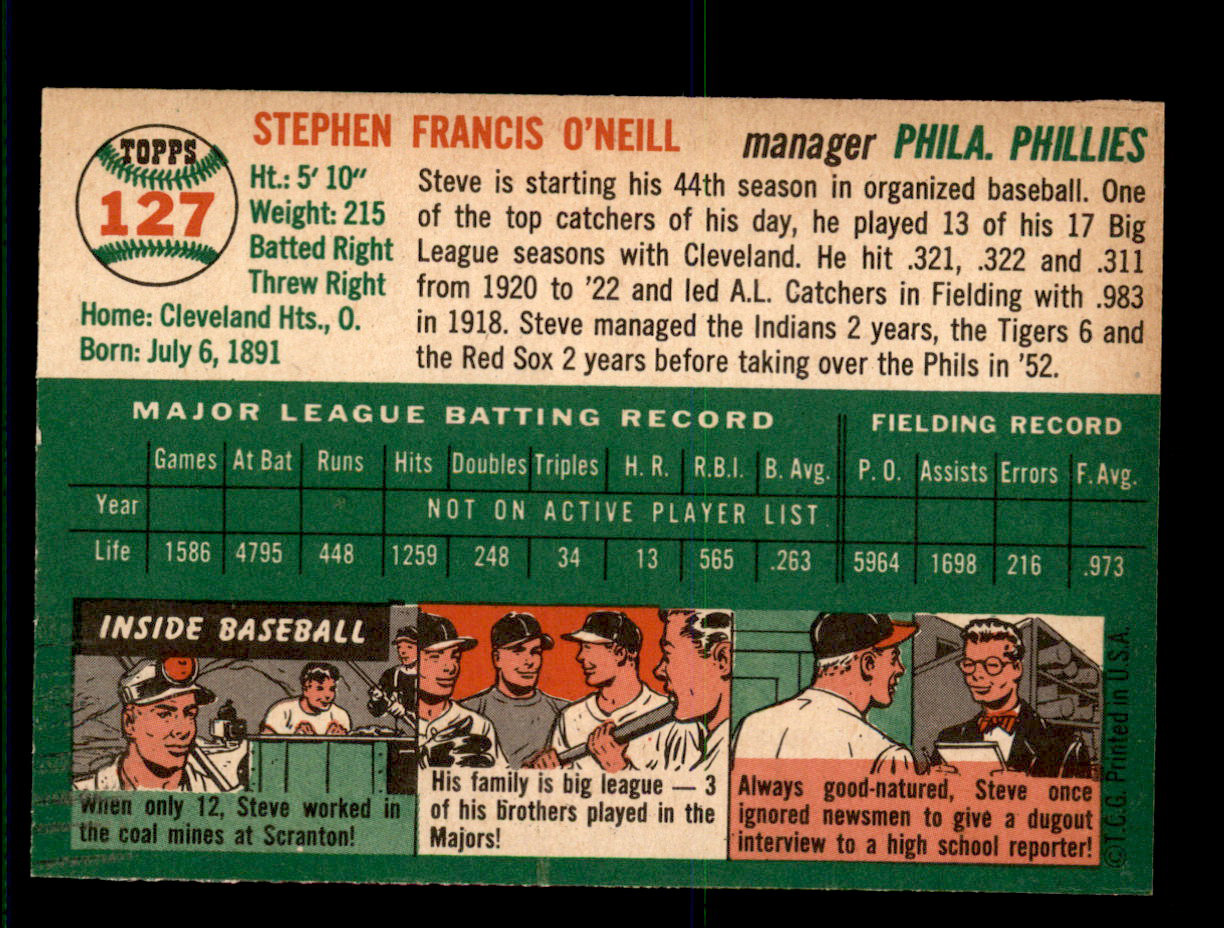 TOPPS
127
STEPHEN FRANCIS O'NEILL
manager PHILA. PHILLIES
Ht.: 5' 10"
Weight: 215
Batted Right
Threw Right
Home: Cleveland Hts., O.
Born: July 6, 1891
Steve is starting his 44th season in organized baseball. One
of the top catchers of his day, he played 13 of his 17 Big
League seasons with Cleveland. He hit .321, .322 and .311
from 1920 to '22 and led A.L. Catchers in Fielding with .983
in 1918. Steve managed the Indians 2 years, the Tigers 6 and
the Red Sox 2 years before taking over the Phils in '52.
MAJOR LEAGUE BATTING RECORD FIELDING RECORD
Games At Bat Runs Hits Doubles Triples H. R. R.B.I. B. Avg. P. O. Assists Errors F. Avg.
Year NOT ON ACTIVE PLAYER LIST
Life 1586 4795 448 1259 248 34 13 565 .263 5964 1698 216 .973
INSIDE BASEBALL
When only 12, Steve worked in
the coal mines at Scranton!
His family is big league — 3
of his brothers played in the
Majors!
Always good-natured, Steve once
ignored newsmen to give a dugout
interview to a high school reporter!
©T.C.G. Printed in U.S.A.